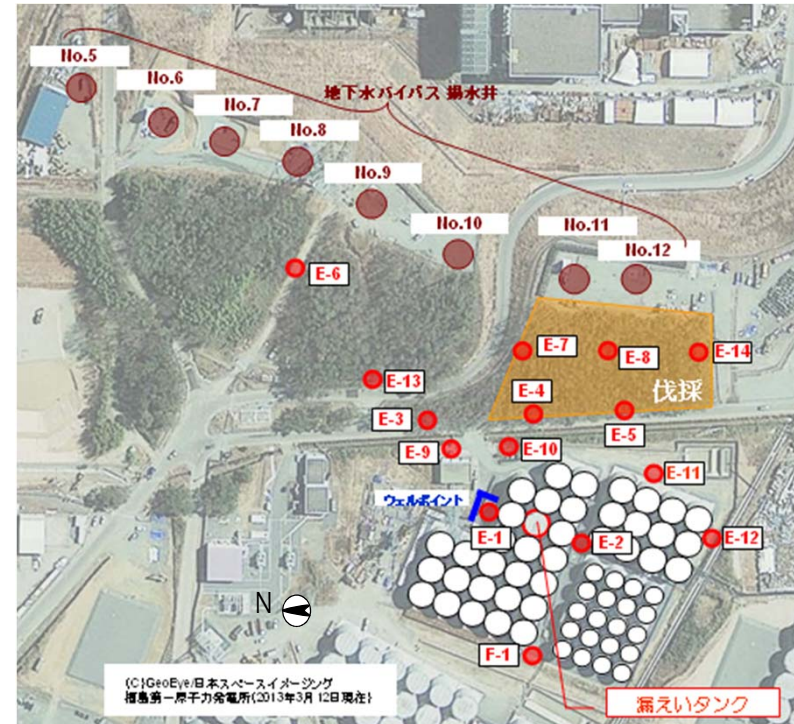 No.5
No.6
No.7
No.8
No.9
No.10
No.11
No.12
地下水バイパス 揚水井
E-6
E-7
E-8
E-14
E-13
E-4
伐採
E-3
E-5
E-9
E-10
E-11
ウェルポイント
E-1
E-2
E-12
N
F-1
(C)GeoEye/日本スペースイメージング
福島第一原子力発電所(2013年3月12日現在)
漏えいタンク